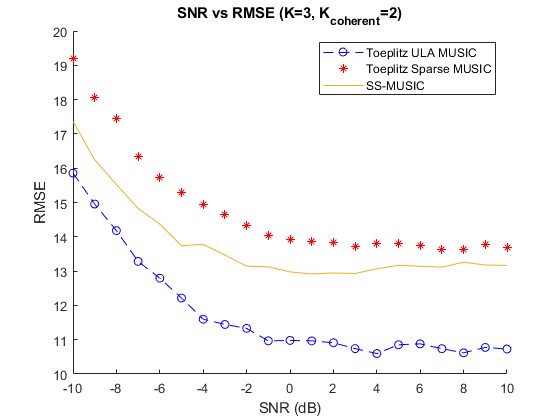 SNR vs RMSE (K=3, K_coherent=2)
20
19
18
17
16
15
14
13
12
11
10
RMSE
Toeplitz ULA MUSIC
Toeplitz Sparse MUSIC
SS-MUSIC
-10 -8 -6 -4 -2 0 2 4 6 8 10
SNR (dB)